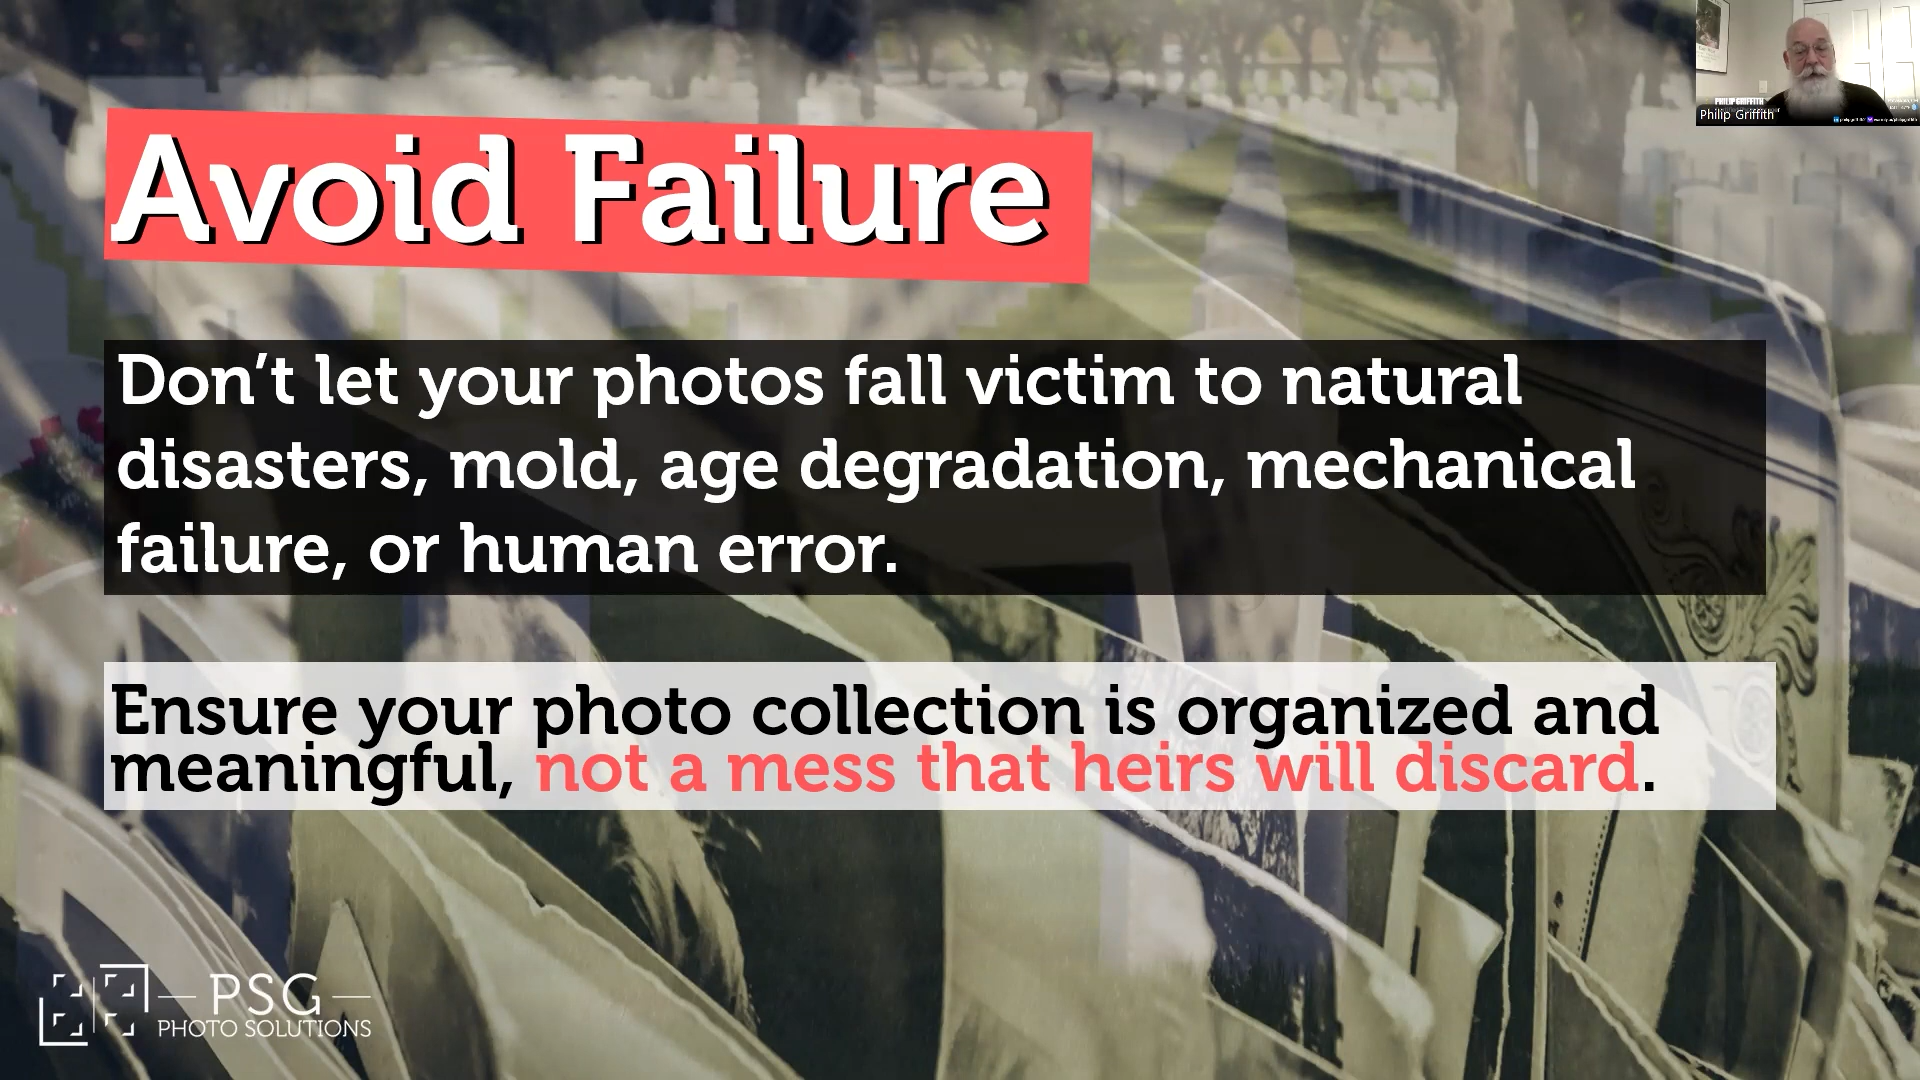 Avoid Failure
Don’t let your photos fall victim to natural
disasters, mold, age degradation, mechanical
failure, or human error.
Ensure your photo collection is organized and
meaningful, not a mess that heirs will discard.
PSG
PHOTO SOLUTIONS
PHILIP GRIFFITH
Philip Griffith